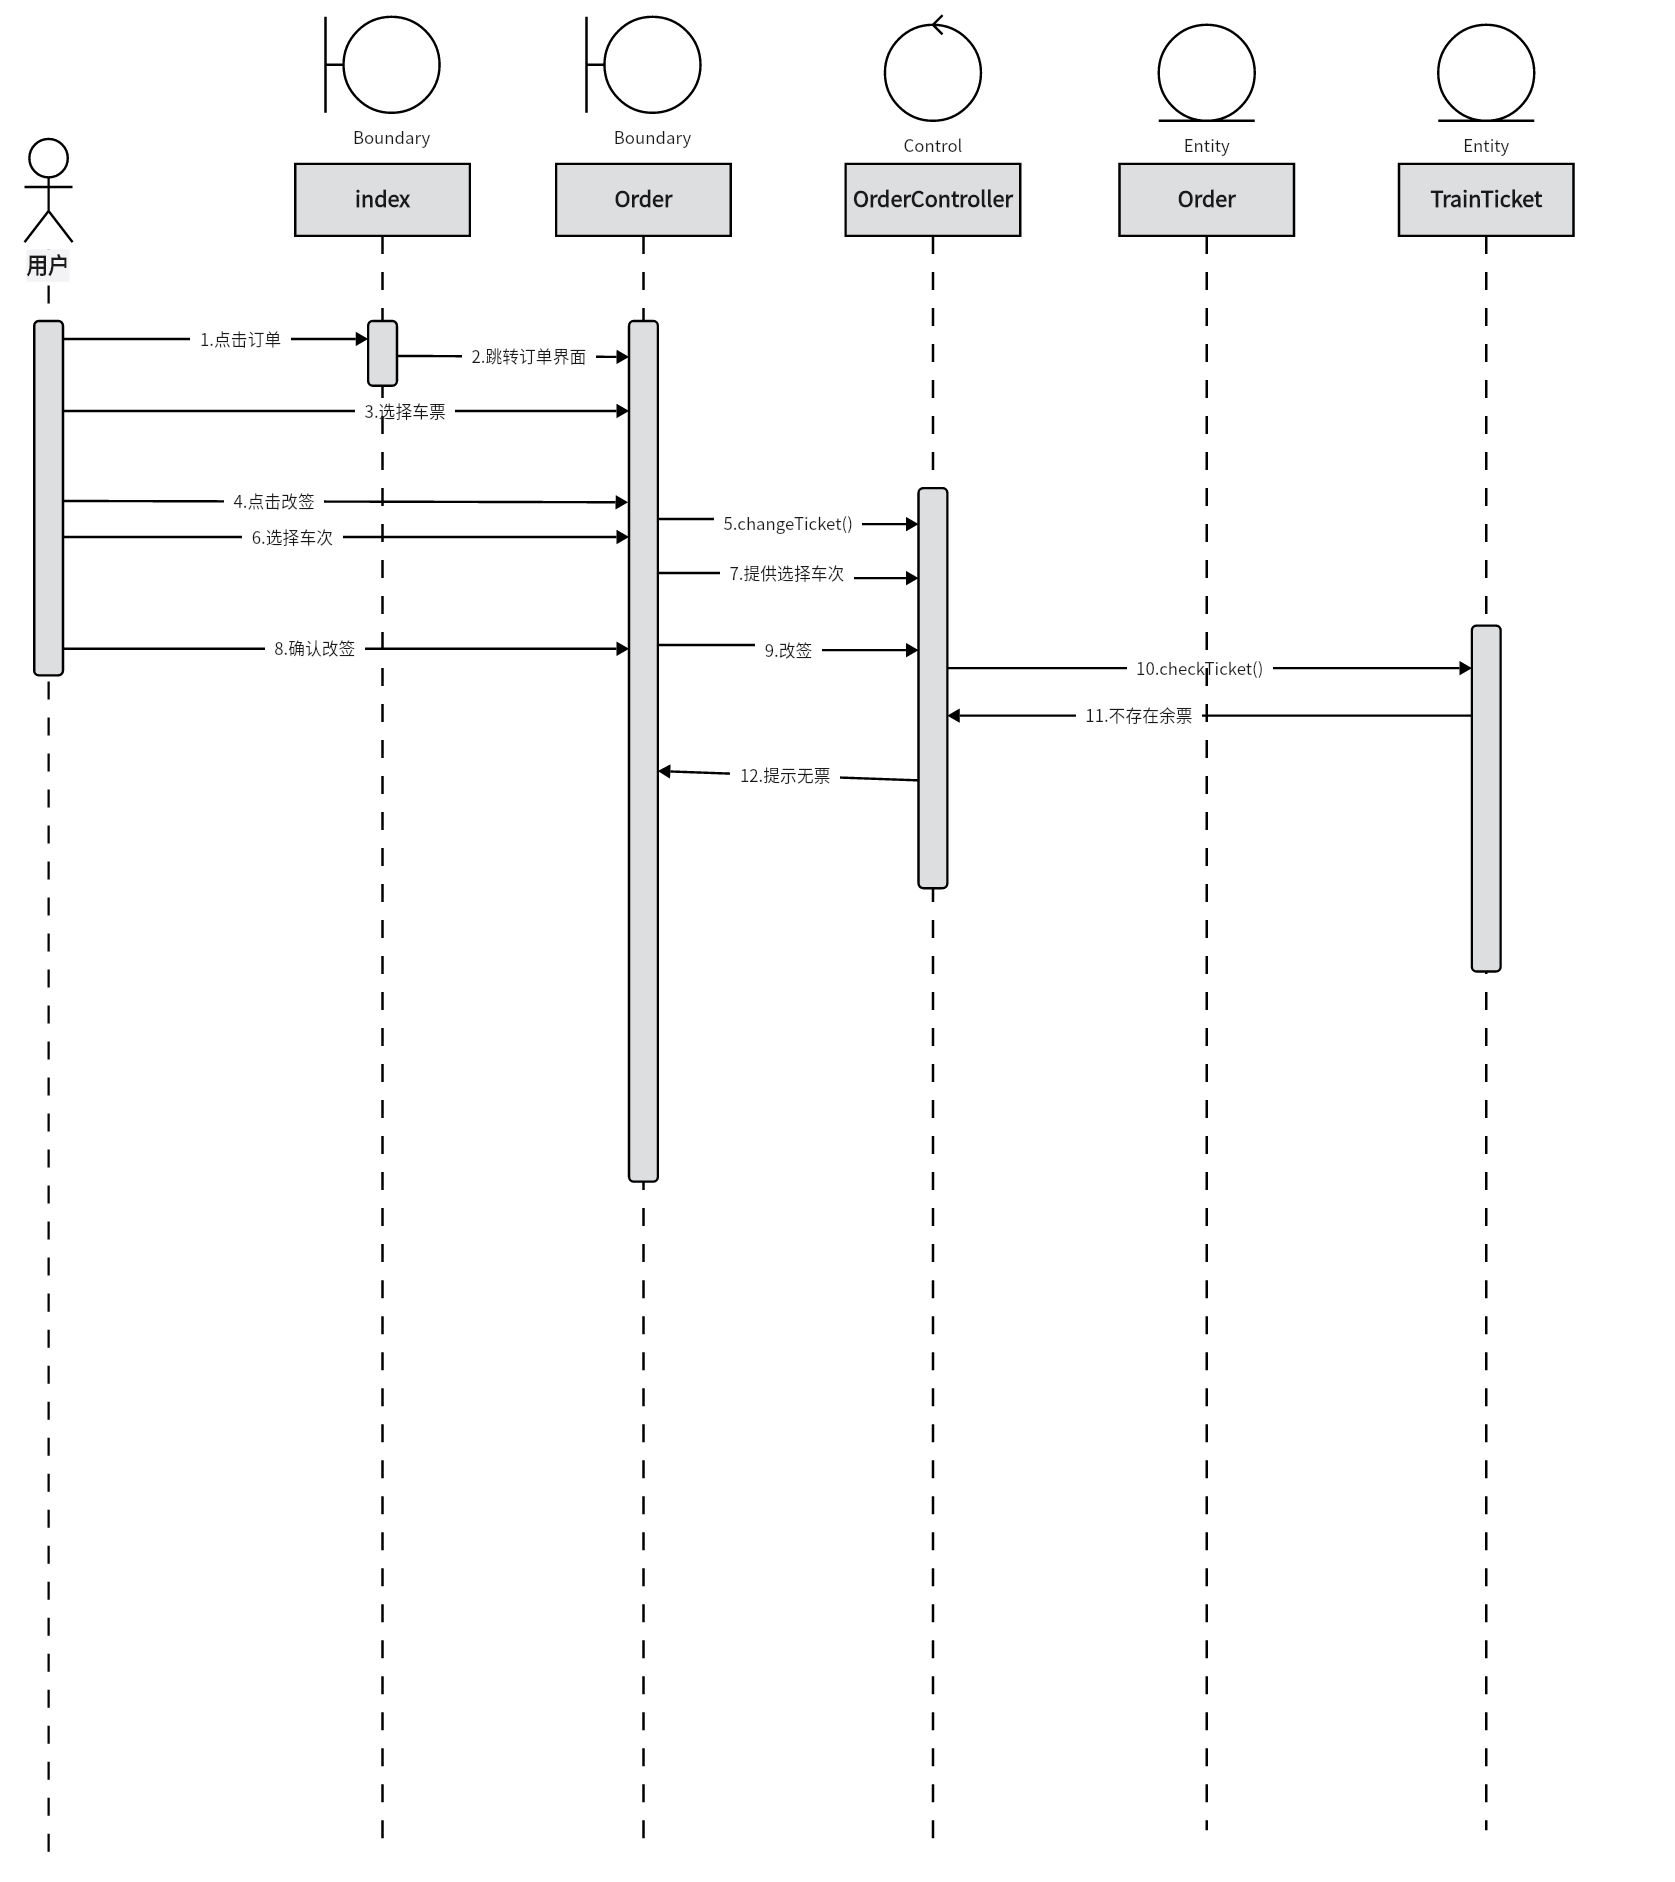 Boundary
Boundary
Control
Entity
Entity
index
Order
OrderController
Order
TrainTicket
用户
1.点击订单
2.跳转订单界面
3.选择车票
4.点击改签
5.changeTicket()
6.选择车次
7.提供选择车次
8.确认改签
9.改签
10.checkTicket()
11.不存在余票
12.提示无票